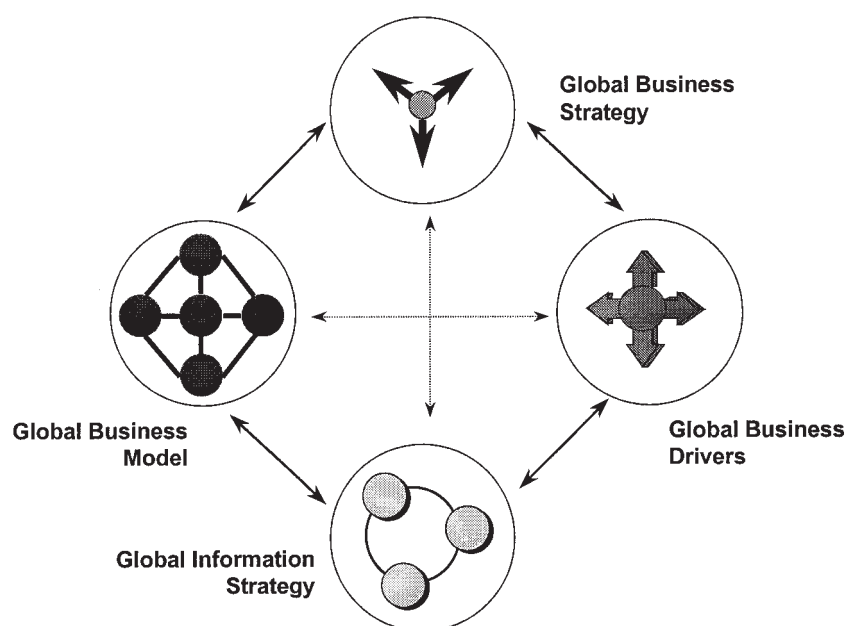 Global Business
Strategy
Global Business
Model
Global Business
Drivers
Global Information
Strategy